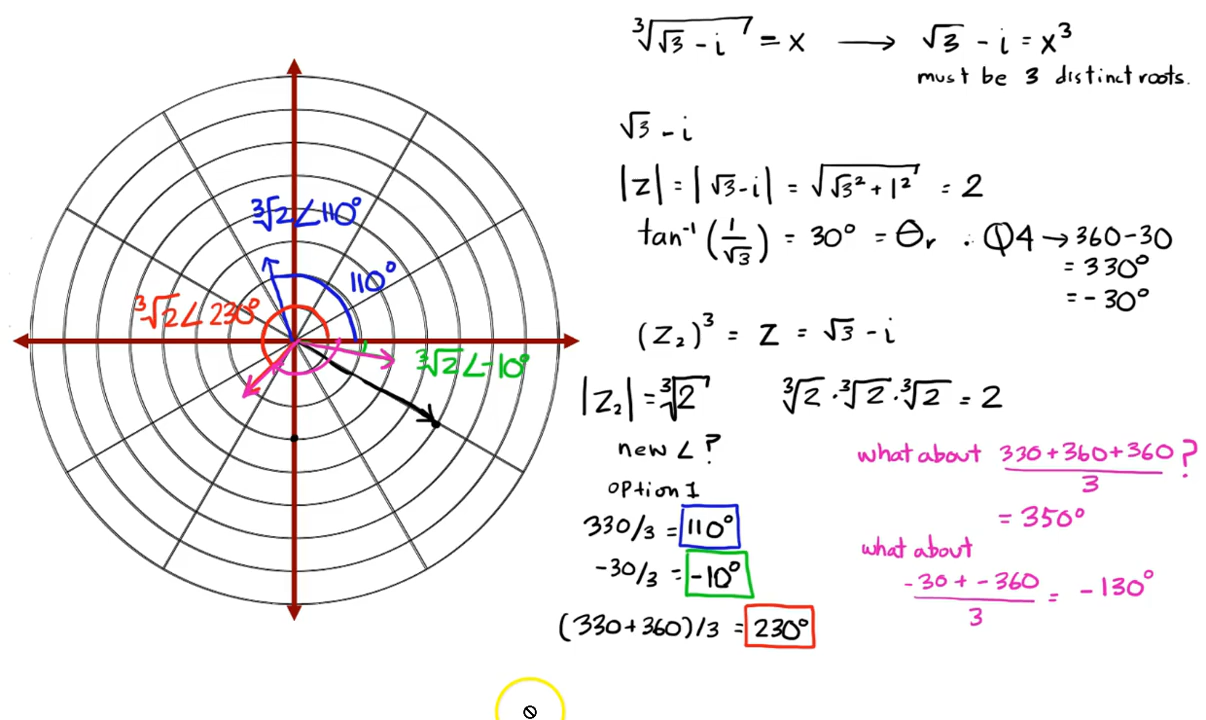 ∛(√3 - i) = x → √3 - i = x³
must be 3 distinct roots.
√3 - i
|z| = |√3-i| = √(√3² + 1²) = 2
tan⁻¹(1/√3) = 30° = θr ∴ Q4 → 360-30
= 330°
= -30°
(z₂)³ = z = √3 - i
|z₂| = ∛2 ∛2 · ∛2 · ∛2 = 2
new ∠ ?
option 1
330/3 = 110°
-30/3 = -10°
(330+360)/3 = 230°
what about (330+360+360)/3 ?
= 350°
what about
(-30 + -360)/3 = -130°
∛2∠110°
110°
∛2∠230°
∛2∠-10°